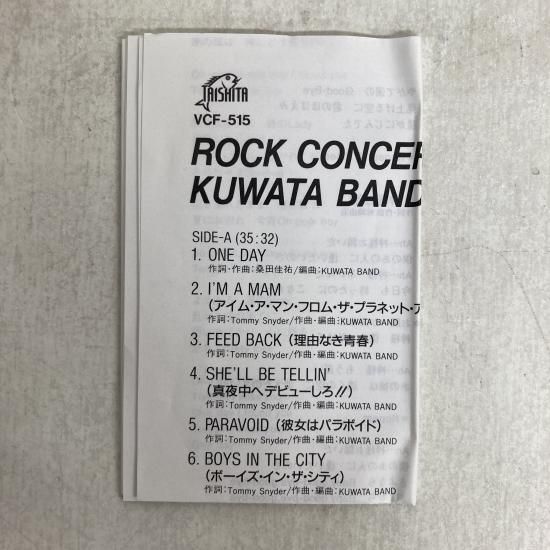 TAISHITA
VCF-515
ROCK CONCER
KUWATA BAND
SIDE-A (35:32)
1. ONE DAY
作詞・作曲:桑田佳祐/編曲:KUWATA BAND
2. I'M A MAM
(アイム・ア・マン・フロム・ザ・プラネット・ア
作詞:Tommy Snyder/作曲・編曲:KUWATA BAND
3. FEED BACK (理由なき青春)
作詞:Tommy Snyder/作曲・編曲:KUWATA BAND
4. SHE'LL BE TELLIN'
(真夜中へデビューしろ!!)
作詞:Tommy Snyder/作曲・編曲:KUWATA BAND
5. PARAVOID (彼女はパラボイド)
作詞:Tommy Snyder/作曲・編曲:KUWATA BAND
6. BOYS IN THE CITY
(ボーイズ・イン・ザ・シティ)
作詞:Tommy Snyder/作曲・編曲:KUWATA BAND